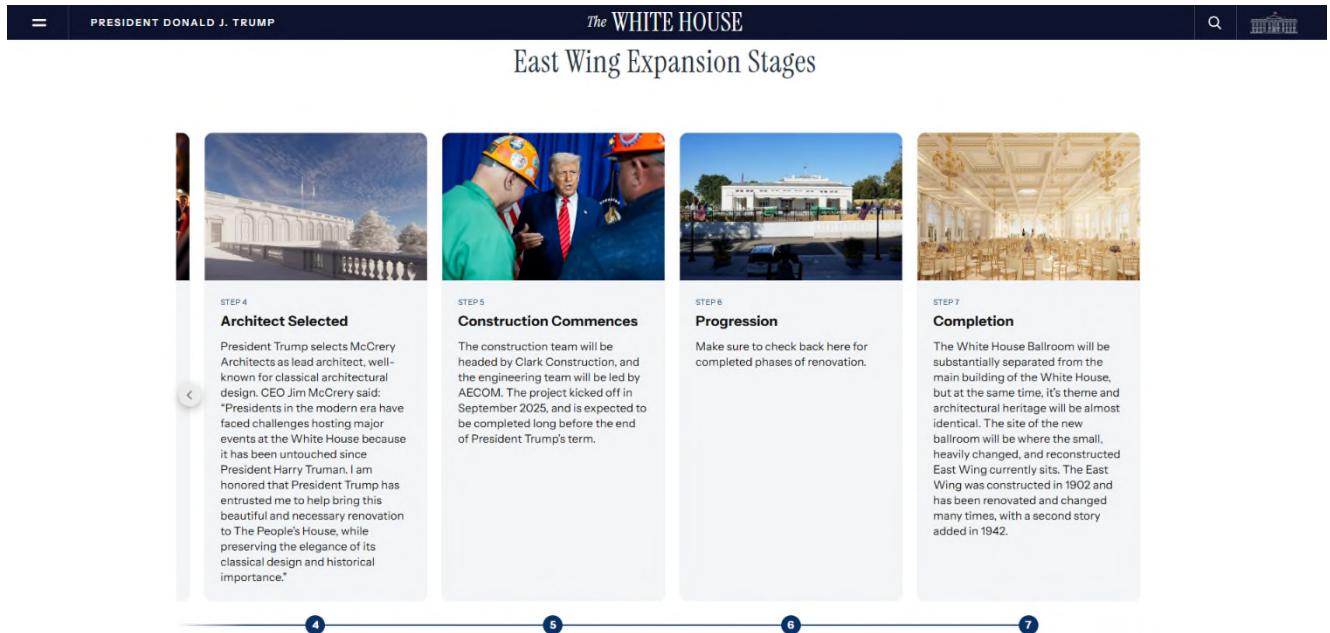 PRESIDENT DONALD J. TRUMP
The WHITE HOUSE
East Wing Expansion Stages
STEP 4
Architect Selected
President Trump selects McCrery
Architects as lead architect, well-
known for classical architectural
design. CEO Jim McCrery said:
“Presidents in the modern era have
faced challenges hosting major
events at the White House because
it has been untouched since
President Harry Truman. I am
honored that President Trump has
entrusted me to help bring this
beautiful and necessary renovation
to The People’s House, while
preserving the elegance of its
classical design and historical
importance.”
STEP 5
Construction Commences
The construction team will be
headed by Clark Construction, and
the engineering team will be led by
AECOM. The project kicked off in
September 2025, and is expected to
be completed long before the end
of President Trump’s term.
STEP 6
Progression
Make sure to check back here for
completed phases of renovation.
STEP 7
Completion
The White House Ballroom will be
substantially separated from the
main building of the White House,
but at the same time, it’s theme and
architectural heritage will be almost
identical. The site of the new
ballroom will be where the small,
heavily changed, and reconstructed
East Wing currently sits. The East
Wing was constructed in 1902 and
has been renovated and changed
many times, with a second story
added in 1942.
4
5
6
7